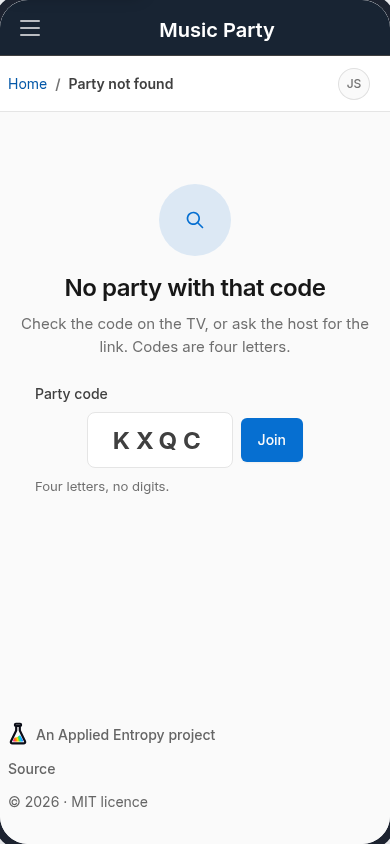 Music Party
Home / Party not found
JS
No party with that code
Check the code on the TV, or ask the host for the
link. Codes are four letters.
Party code
KXQC
Join
Four letters, no digits.
An Applied Entropy project
Source
© 2026 · MIT licence